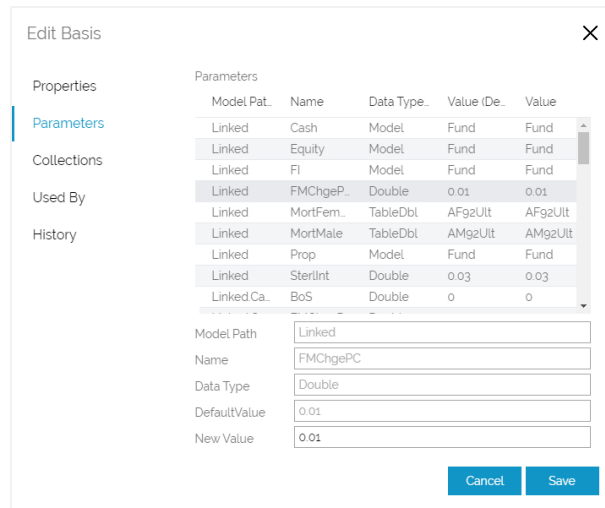 Edit Basis
Properties
Parameters
Collections
Used By
History
Parameters
Model Pat... Name Data Type... Value (De... Value
Linked Cash Model Fund Fund
Linked Equity Model Fund Fund
Linked FI Model Fund Fund
Linked FMChgeP... Double 0.01 0.01
Linked MortFem... TableDbl AF92Ult AF92Ult
Linked MortMale TableDbl AM92Ult AM92Ult
Linked Prop Model Fund Fund
Linked SterlInt Double 0.03 0.03
Linked.Ca... BoS Double 0 0
Model Path Linked
Name FMChgePC
Data Type Double
DefaultValue 0.01
New Value 0.01
Cancel Save